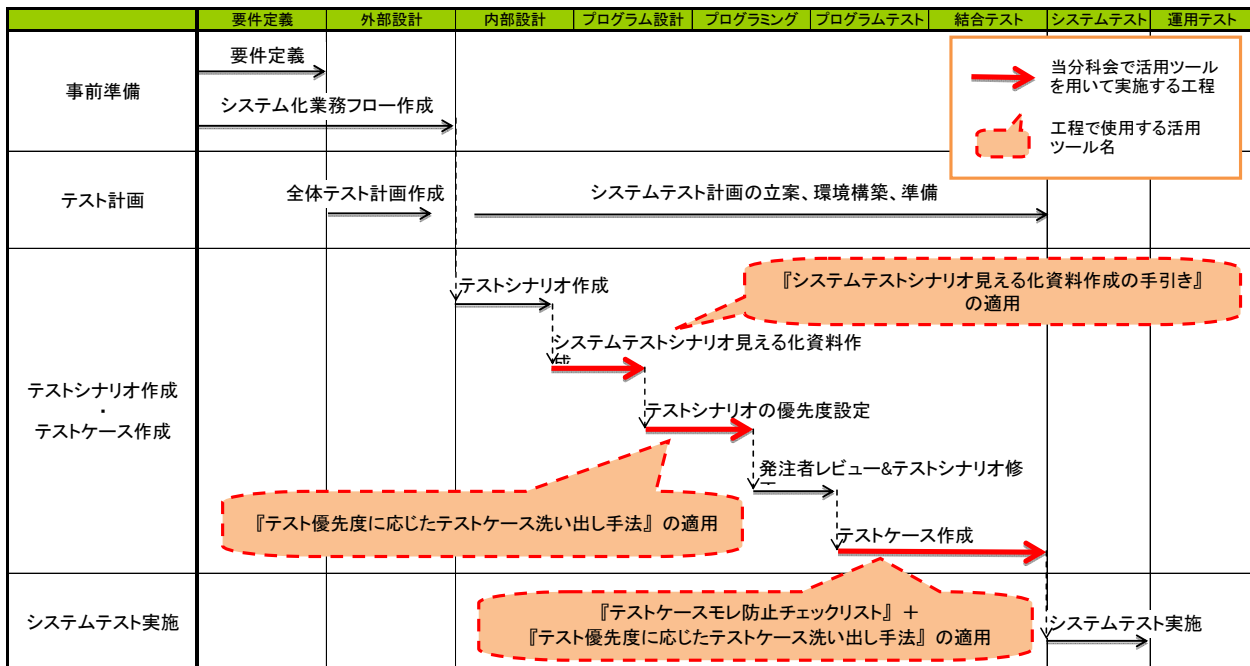 要件定義
外部設計
内部設計
プログラム設計
プログラミング
プログラムテスト
結合テスト
システムテスト
運用テスト
事前準備
要件定義
システム化業務フロー作成
当分科会で活用ツール
を用いて実施する工程
工程で使用する活用
ツール名
テスト計画
全体テスト計画作成
システムテスト計画の立案、環境構築、準備
テストシナリオ作成
・
テストケース作成
テストシナリオ作成
『システムテストシナリオ見える化資料作成の手引き』
の適用
システムテストシナリオ見える化資料作
成
テストシナリオの優先度設定
発注者レビュー&テストシナリオ修
『テスト優先度に応じたテストケース洗い出し手法』 の適用
テストケース作成
『テストケースモレ防止チェックリスト』 ＋
『テスト優先度に応じたテストケース洗い出し手法』 の適用
システムテスト実施
システムテスト実施